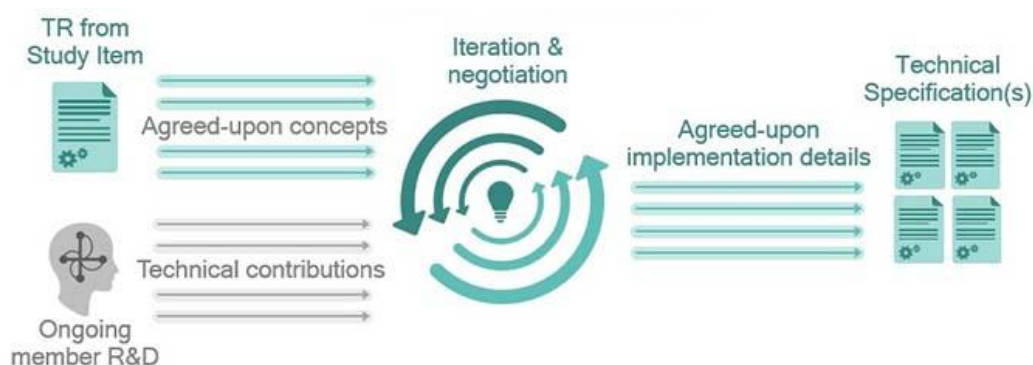 TR from
Study Item
Agreed-upon concepts
Technical contributions
Ongoing
member R&D
Iteration &
negotiation
Agreed-upon
implementation details
Technical
Specification(s)